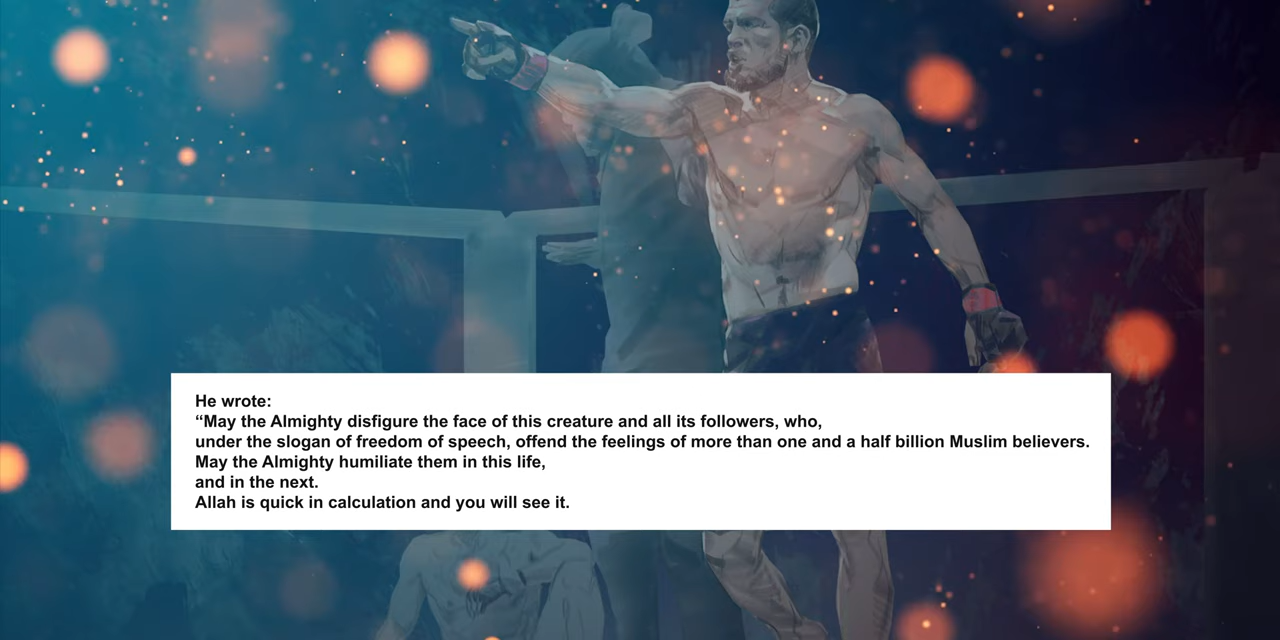 He wrote:
“May the Almighty disfigure the face of this creature and all its followers, who,
under the slogan of freedom of speech, offend the feelings of more than one and a half billion Muslim believers.
May the Almighty humiliate them in this life,
and in the next.
Allah is quick in calculation and you will see it.